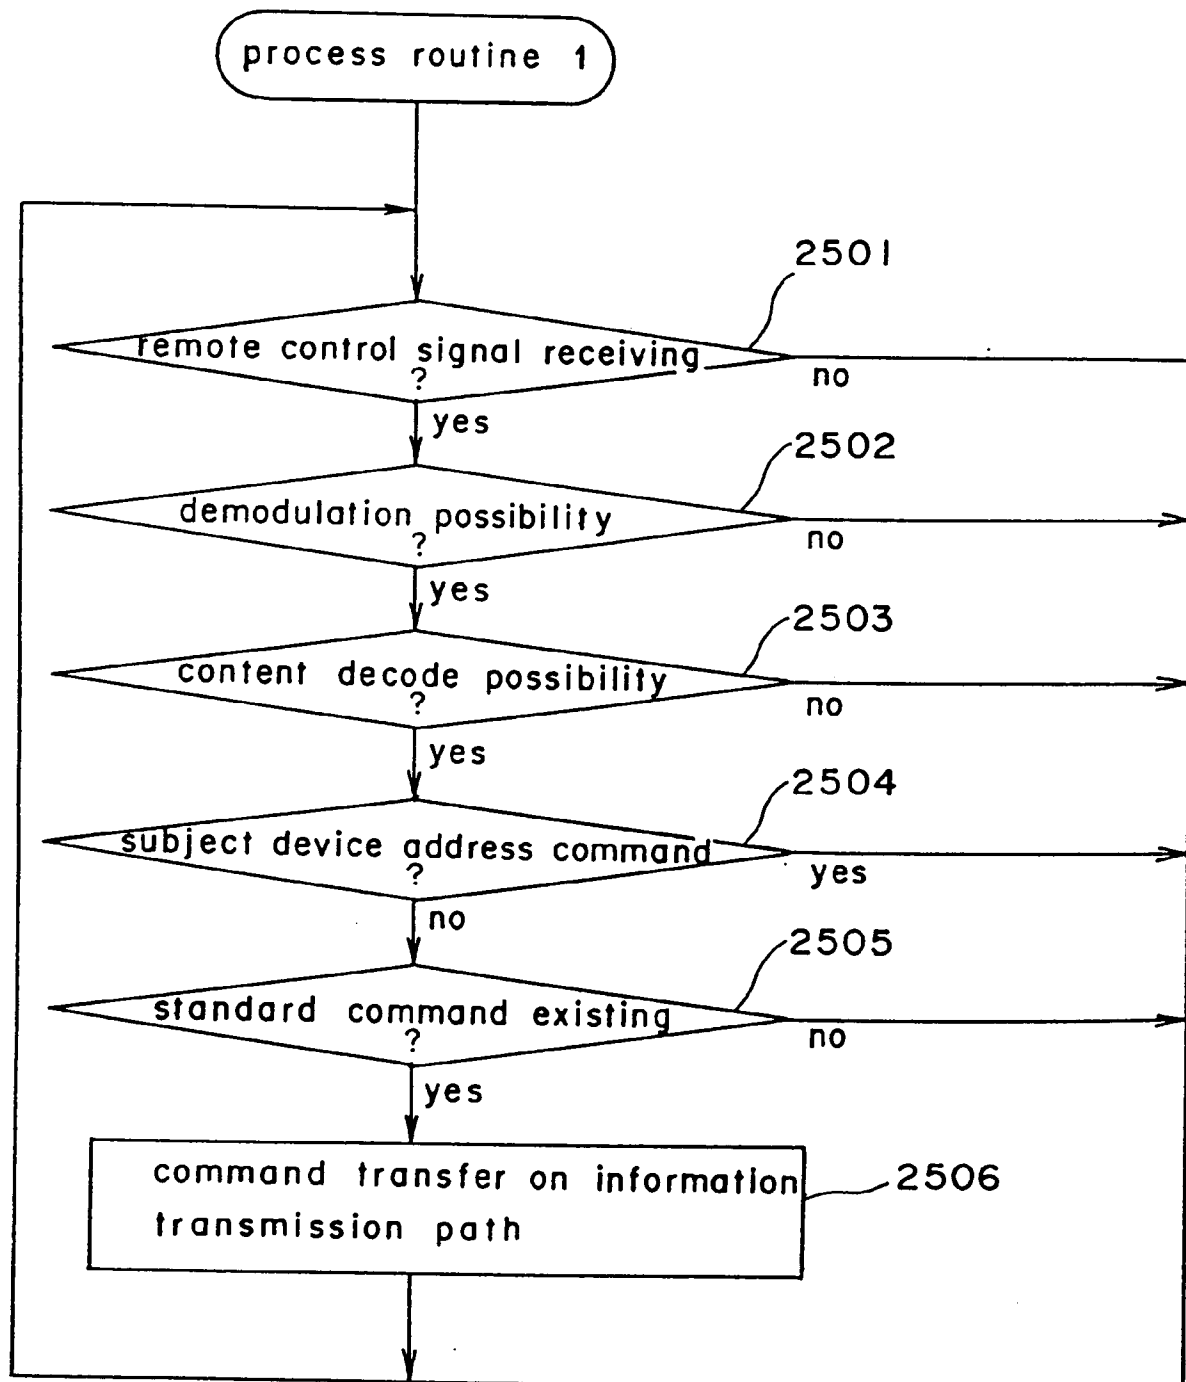 process routine 1
2501
remote control signal receiving
?
no
yes
2502
demodulation possibility
?
no
yes
2503
content decode possibility
?
no
yes
2504
subject device address command
?
yes
no
2505
standard command existing
?
no
yes
command transfer on information
transmission path
2506